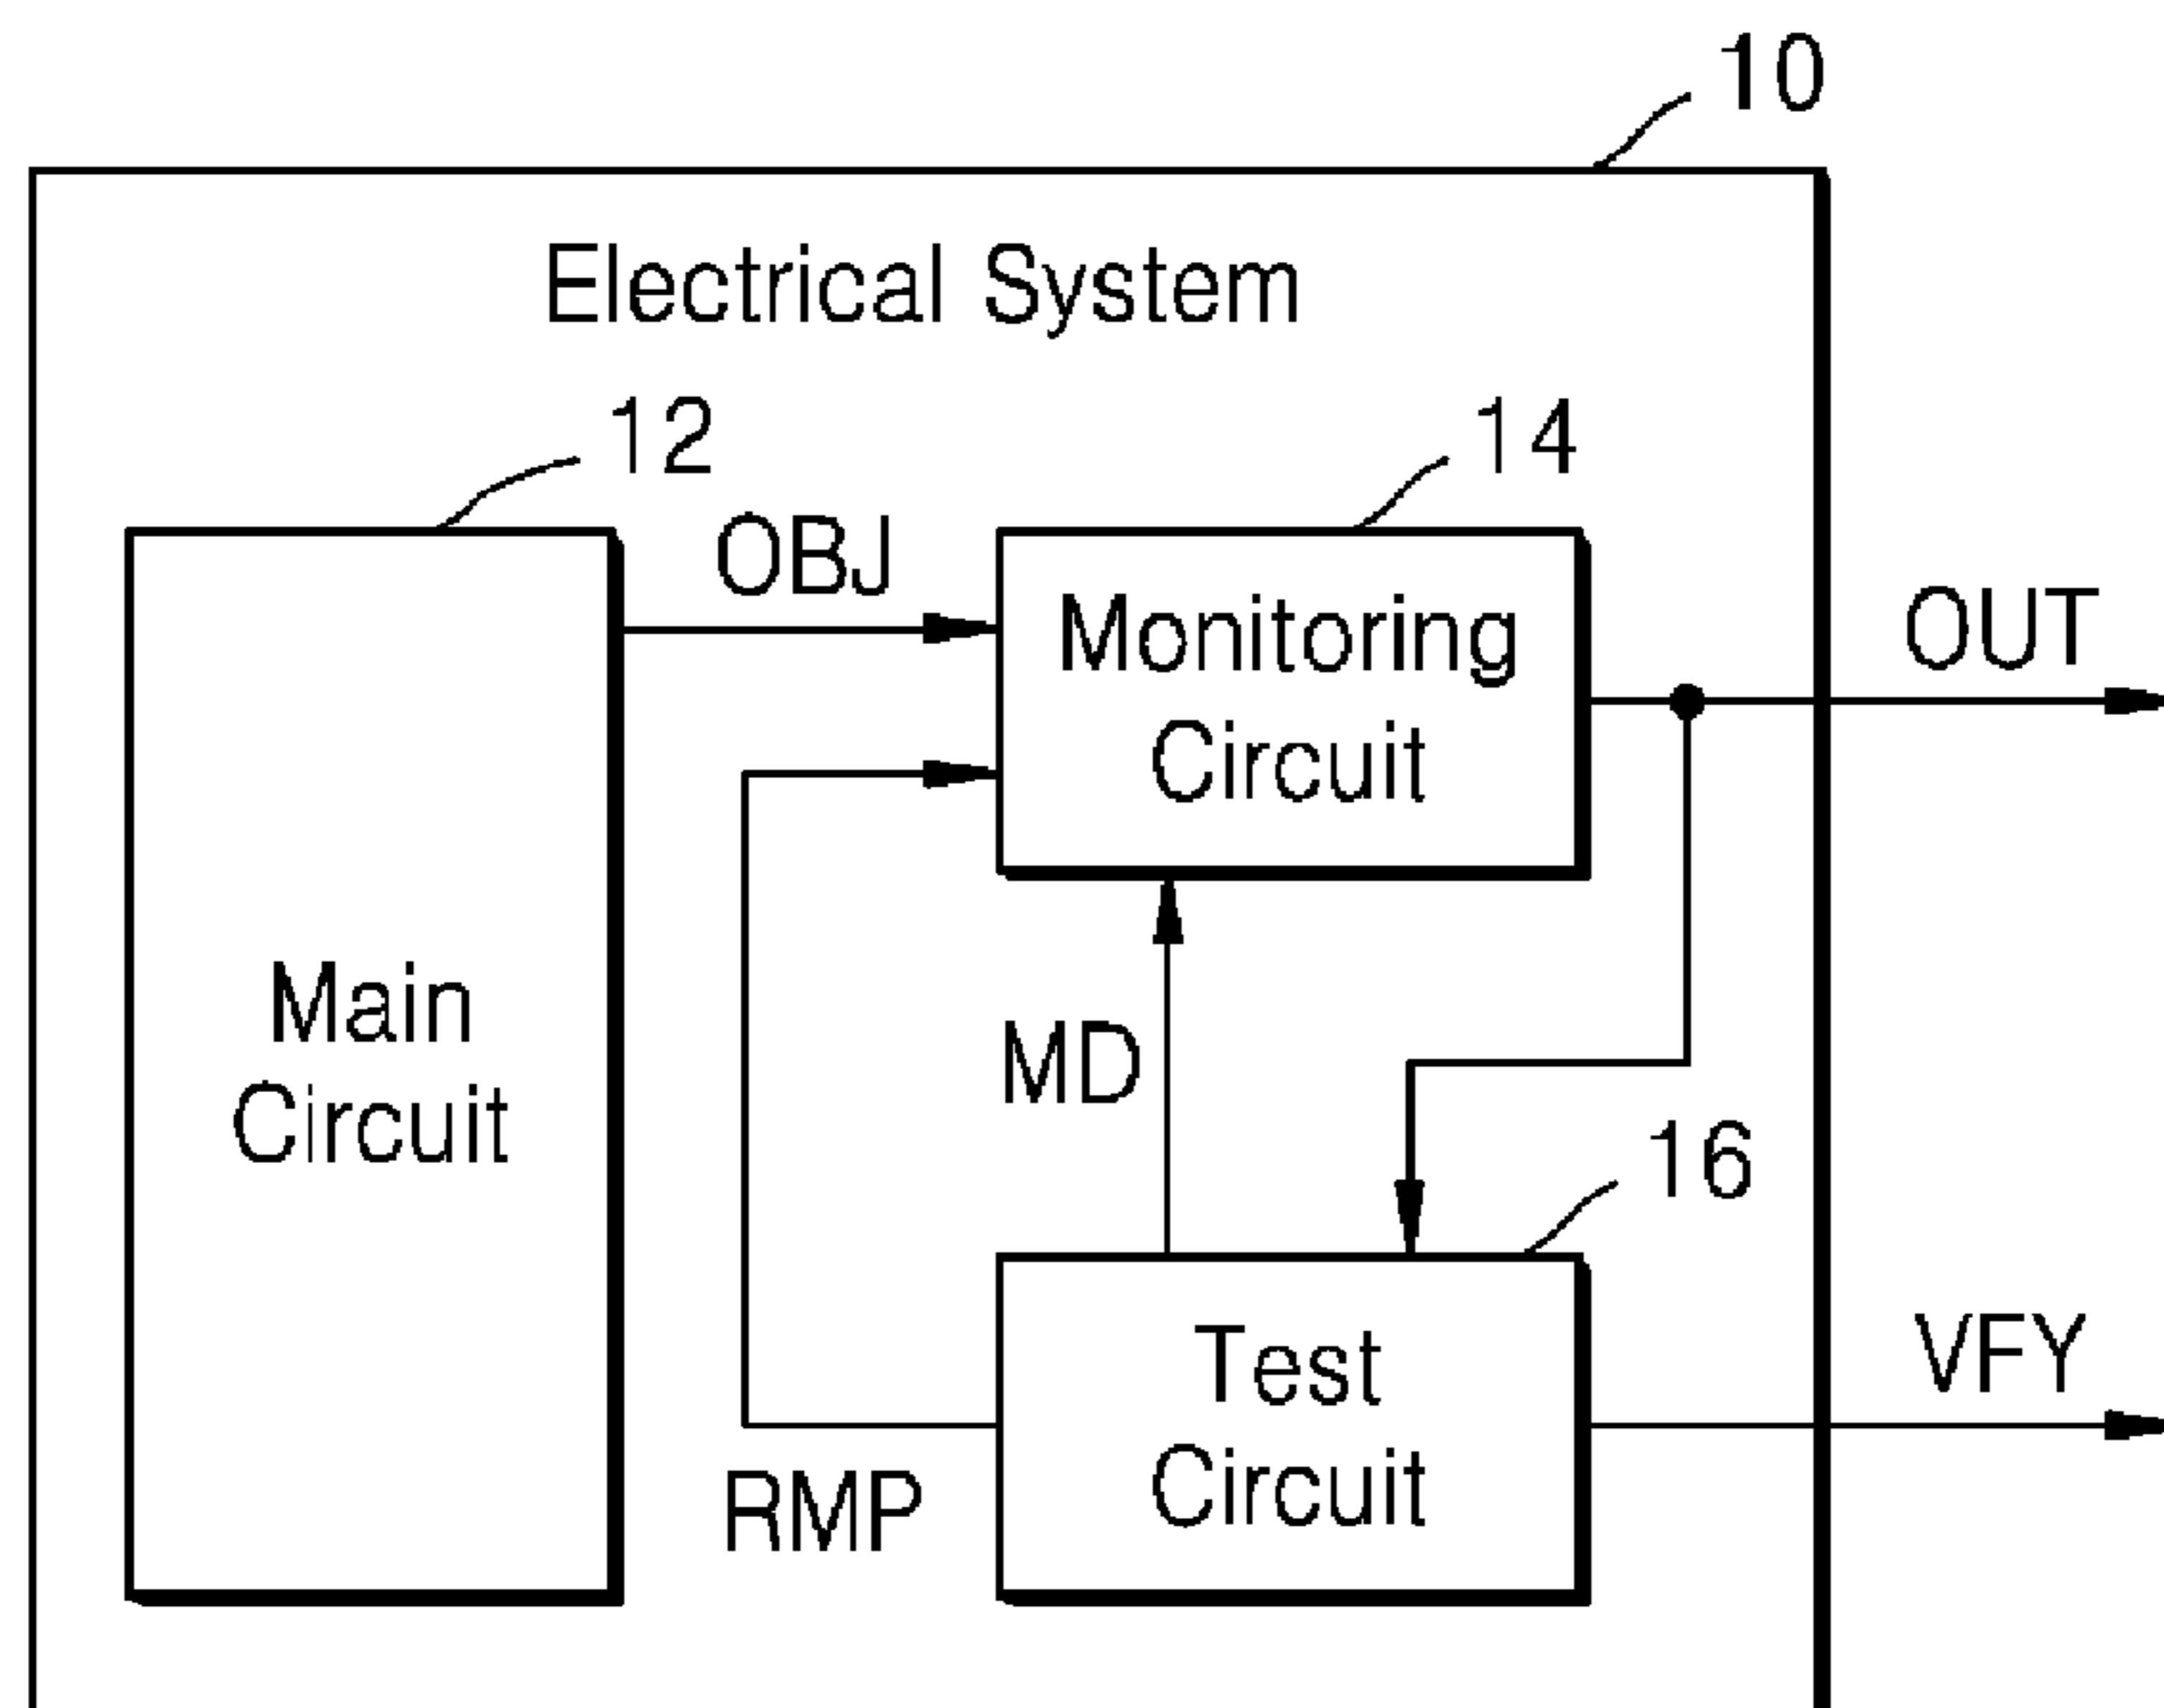 10
Electrical System
12
14
OBJ
Monitoring
Circuit
OUT
Main
Circuit
MD
16
Test
Circuit
VFY
RMP